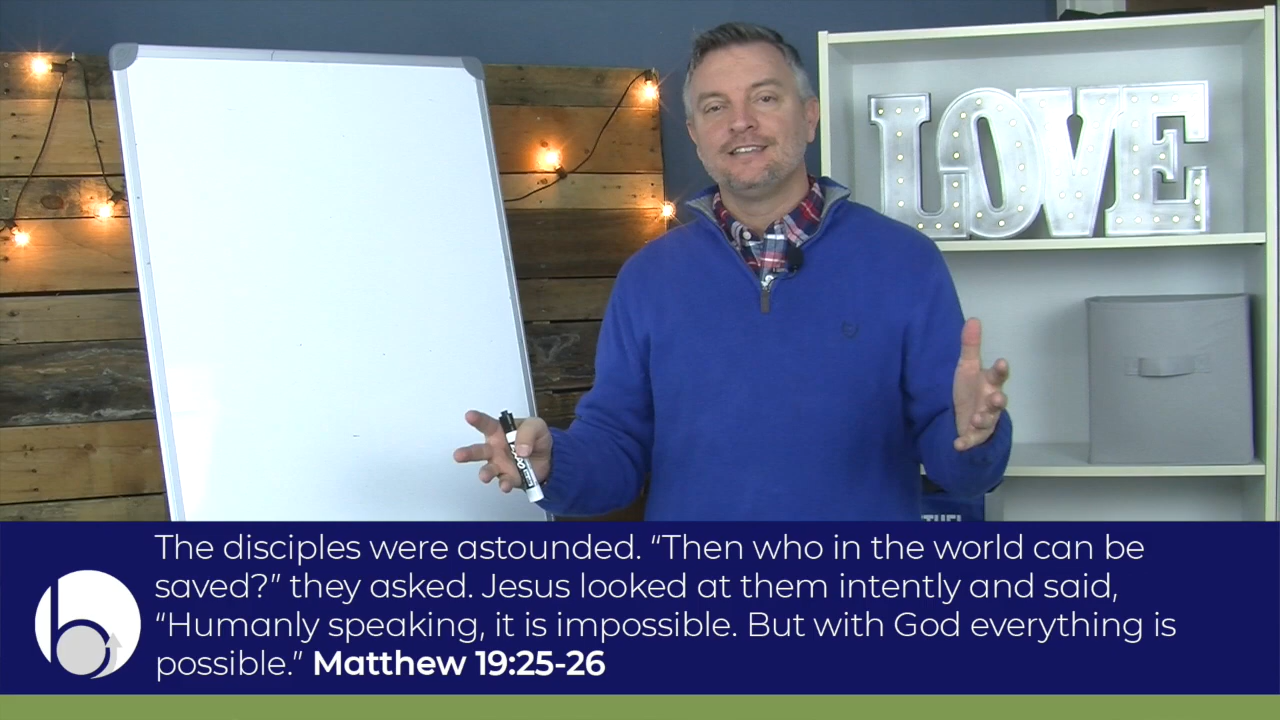 LOVE
EXPO
The disciples were astounded. “Then who in the world can be
saved?” they asked. Jesus looked at them intently and said,
“Humanly speaking, it is impossible. But with God everything is
possible.” Matthew 19:25-26
b